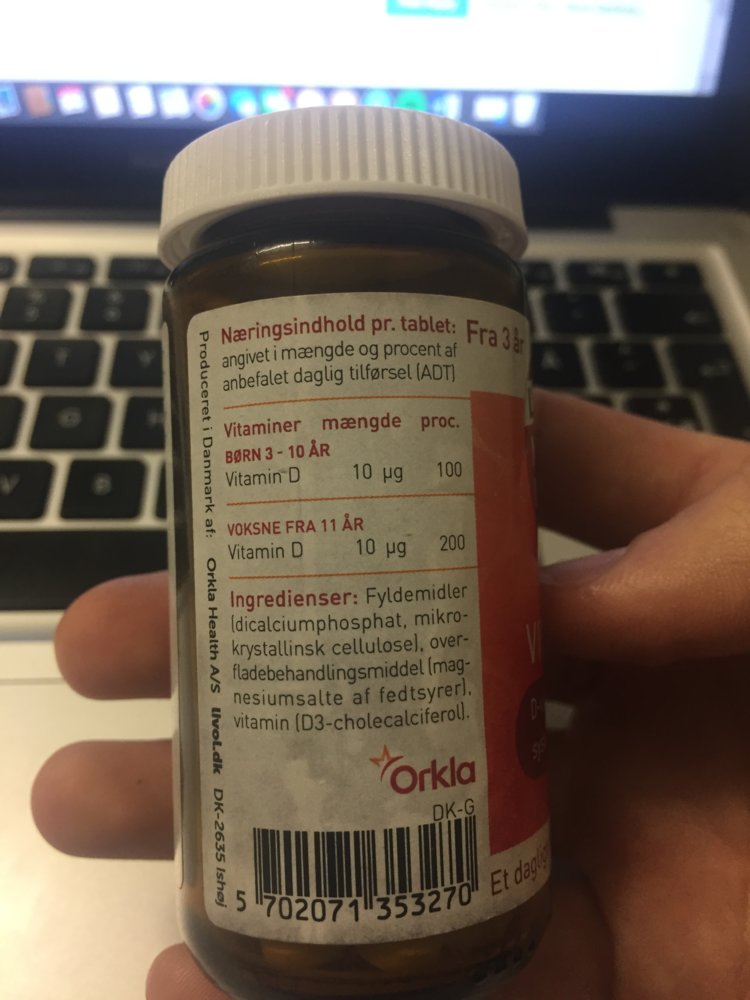 Næringsindhold pr. tablet:
angivet i mængde og procent af
anbefalet daglig tilførsel (ADT)
Fra 3 år
Vitaminer mængde proc.
BØRN 3 - 10 ÅR
Vitamin D 10 µg 100
VOKSNE FRA 11 ÅR
Vitamin D 10 µg 200
Ingredienser: Fyldemidler
(dicalciumphosphat, mikro-
krystallinsk cellulose), over-
fladebehandlingsmiddel (mag-
nesiumsalte af fedtsyrer),
vitamin (D3-cholecalciferol).
Orkla
DK-G
5 702071 353270
Et daglig
Produceret i Danmark af: Orkla Health A/S livol.dk DK-2635 Ishøj